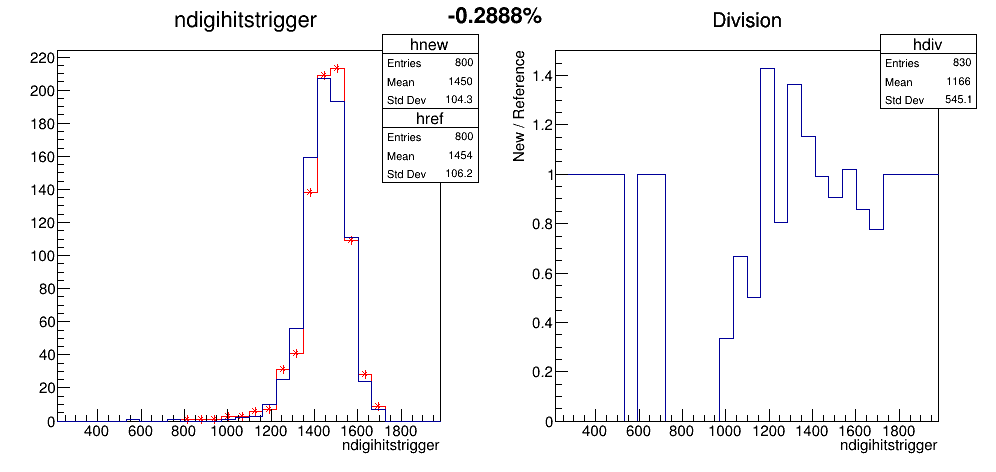 -0.2888%
ndigihitstrigger
hnew
Entries 800
Mean 1450
Std Dev 104.3
href
Entries 800
Mean 1454
Std Dev 106.2
220
200
180
160
140
120
100
80
60
40
20
0
400 600 800 1000 1200 1400 1600 1800
ndigihitstrigger
Division
hdiv
Entries 830
Mean 1166
Std Dev 545.1
New / Reference
1.4
1.2
1
0.8
0.6
0.4
0.2
0
400 600 800 1000 1200 1400 1600 1800
ndigihitstrigger